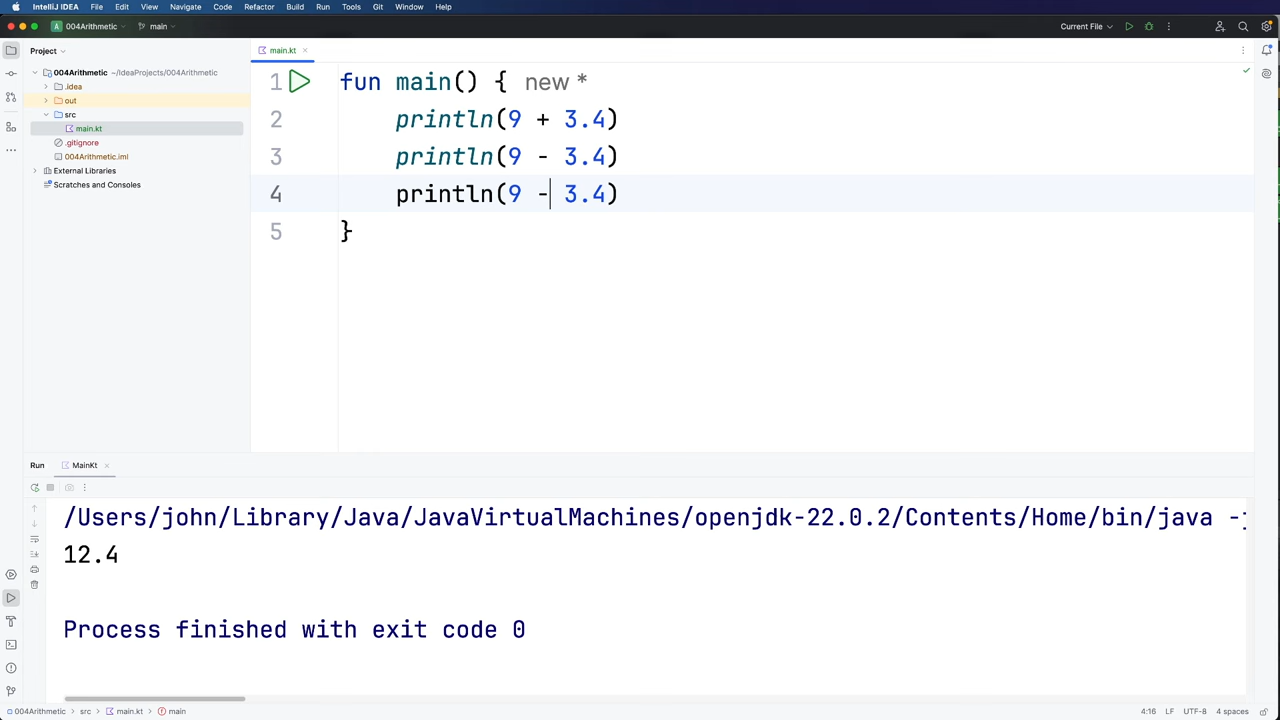 IntelliJ IDEA File Edit View Navigate Code Refactor Build Run Tools Git Window Help
A 004Arithmetic main Current File
Project main.kt
004Arithmetic ~/IdeaProjects/004Arithmetic
.idea
out
src
main.kt
.gitignore
004Arithmetic.iml
External Libraries
Scratches and Consoles
1 fun main() { new *
2 println(9 + 3.4)
3 println(9 - 3.4)
4 println(9 - 3.4)
5 }
Run MainKt
/Users/john/Library/Java/JavaVirtualMachines/openjdk-22.0.2/Contents/Home/bin/java -j
12.4
Process finished with exit code 0
004Arithmetic > src > main.kt > main 4:16 LF UTF-8 4 spaces